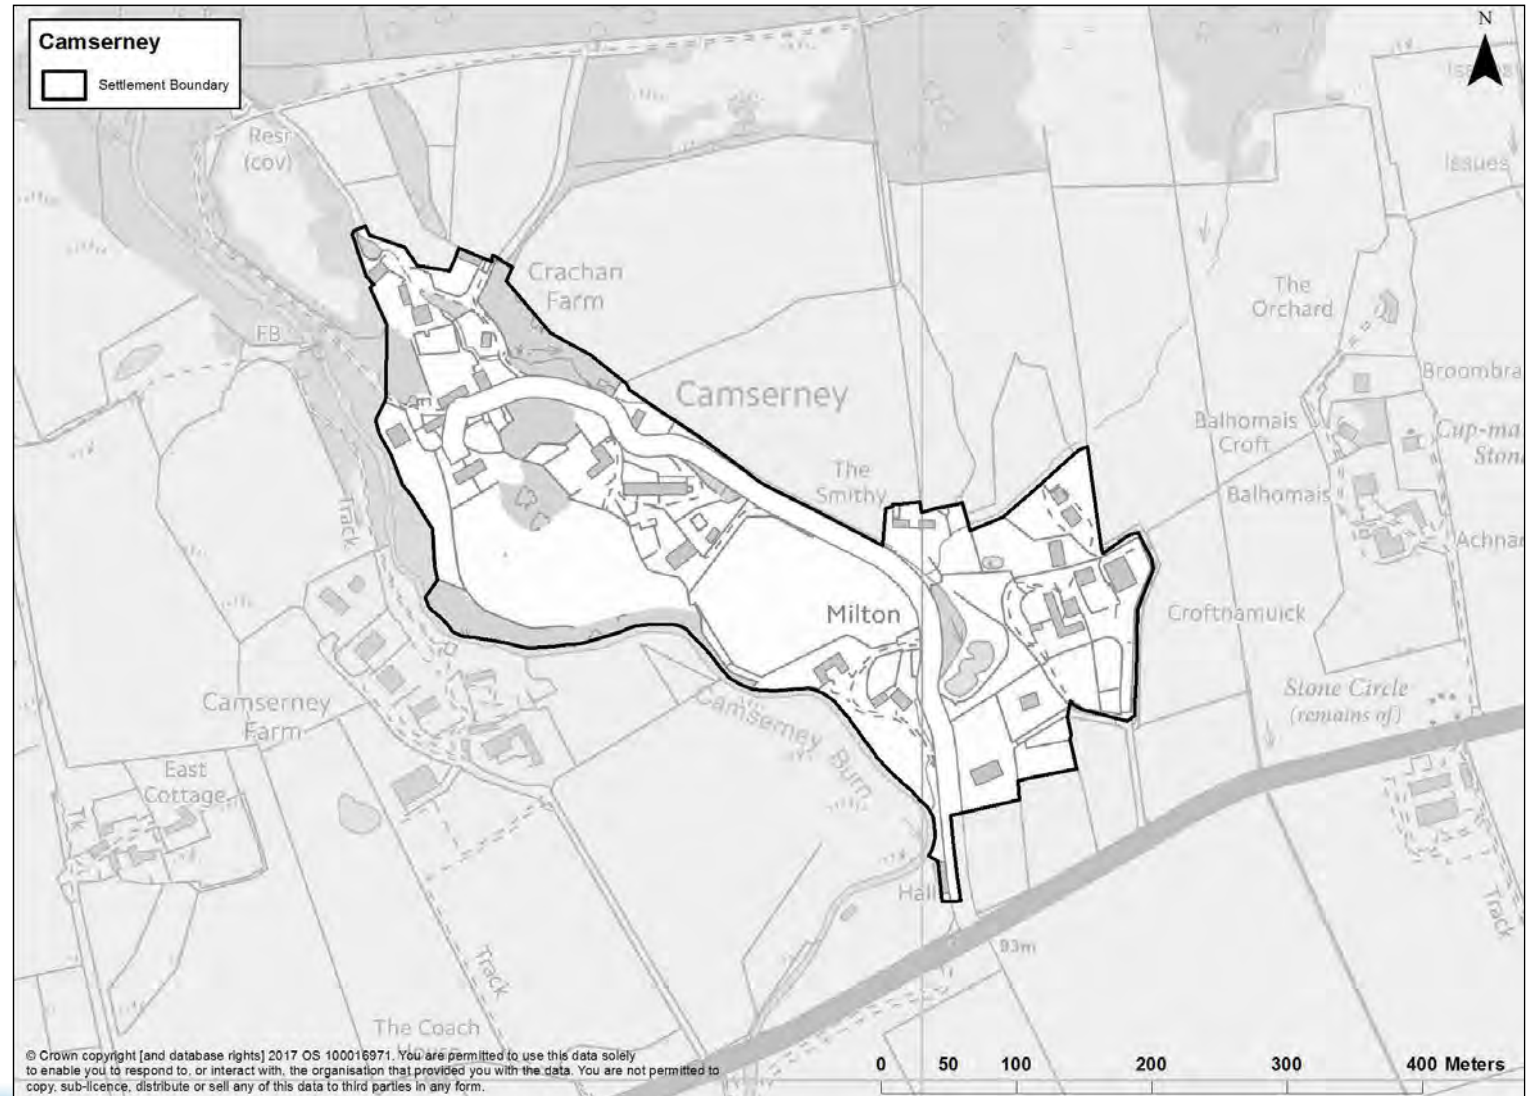 Camserney
Settlement Boundary
N
Issues
Resr
(cov)
Issues
Crachan
Farm
The
Orchard
FB
Broombra
Camserney
Balhomais
Croft
Cup-ma
Ston
The
Smithy
Balhomais
Track
Achna
Milton
Croftnamuick
Camserney
Farm
Camserney Burn
Stone Circle
(remains of)
East
Cottage
Tk
Hall
Track
93m
Track
The Coach
House
© Crown copyright [and database rights] 2017 OS 100016971. You are permitted to use this data solely
to enable you to respond to, or interact with, the organisation that provided you with the data. You are not permitted to
copy, sub-licence, distribute or sell any of this data to third parties in any form.
0 50 100 200 300 400 Meters